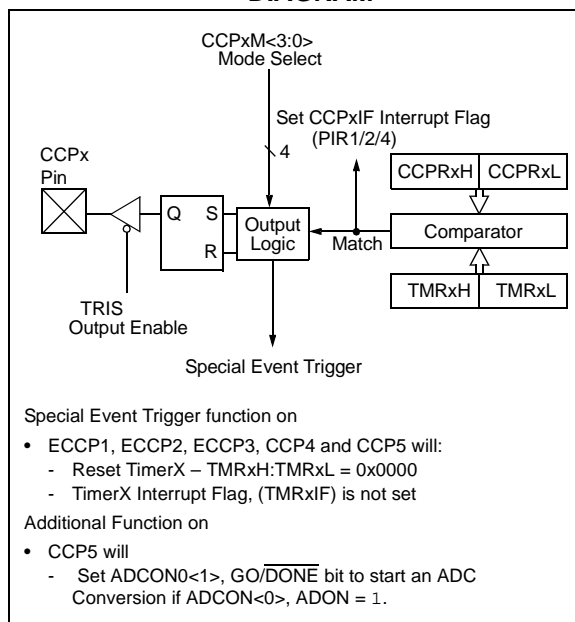 DIAGRAM
CCPxM<3:0>
Mode Select
Set CCPxIF Interrupt Flag
(PIR1/2/4)
4
CCPx
Pin
CCPRxH CCPRxL
Q S
R
Output
Logic
Match
Comparator
TRIS
Output Enable
TMRxH TMRxL
Special Event Trigger
Special Event Trigger function on
• ECCP1, ECCP2, ECCP3, CCP4 and CCP5 will:
- Reset TimerX – TMRxH:TMRxL = 0x0000
- TimerX Interrupt Flag, (TMRxIF) is not set
Additional Function on
• CCP5 will
- Set ADCON0<1>, GO/DONE bit to start an ADC
Conversion if ADCON<0>, ADON = 1.